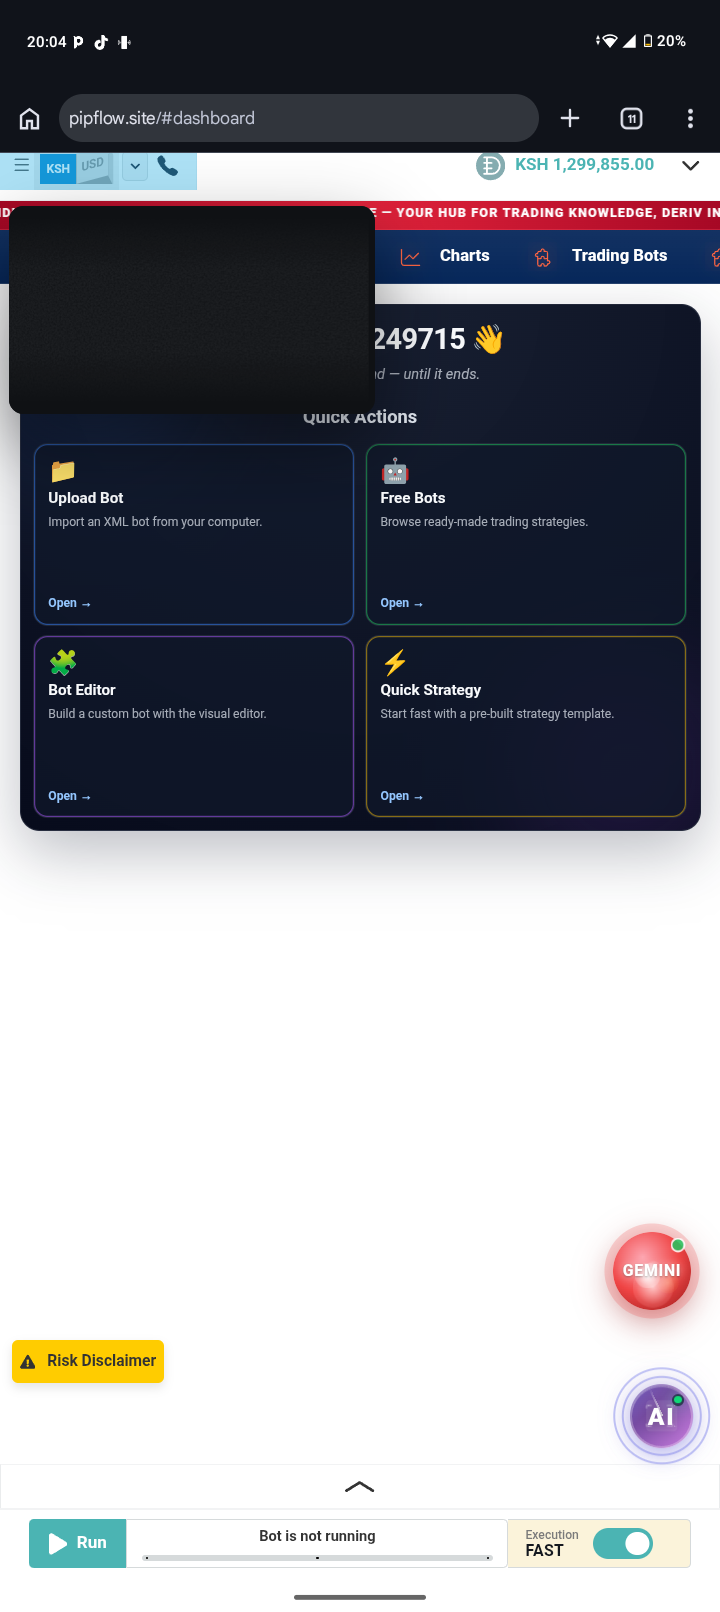 20:04
20%
pipflow.site/#dashboard
11
KSH
USD
KSH 1,299,855.00
— YOUR HUB FOR TRADING KNOWLEDGE, DERIV IN
Charts
Trading Bots
249715 👋
— until it ends.
Quick Actions
📁
🤖
Upload Bot
Free Bots
Import an XML bot from your computer.
Browse ready-made trading strategies.
Open →
Open →
🧩
⚡
Bot Editor
Quick Strategy
Build a custom bot with the visual editor.
Start fast with a pre-built strategy template.
Open →
Open →
GEMINI
Risk Disclaimer
AI
Run
Bot is not running
Execution
FAST